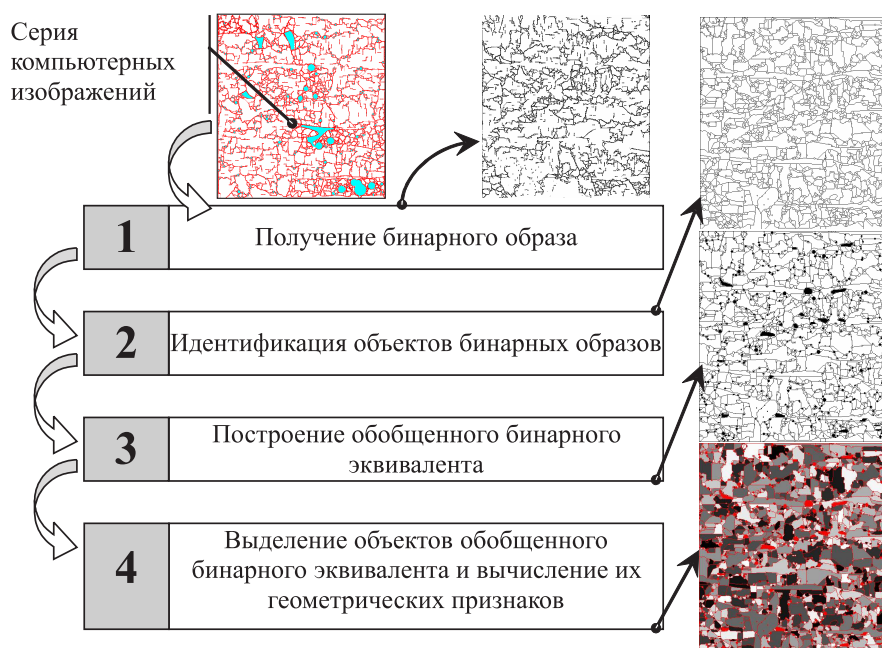 Серия
компьютерных
изображений
1
Получение бинарного образа
2
Идентификация объектов бинарных образов
3
Построение обобщенного бинарного
эквивалента
4
Выделение объектов обобщенного
бинарного эквивалента и вычисление их
геометрических признаков